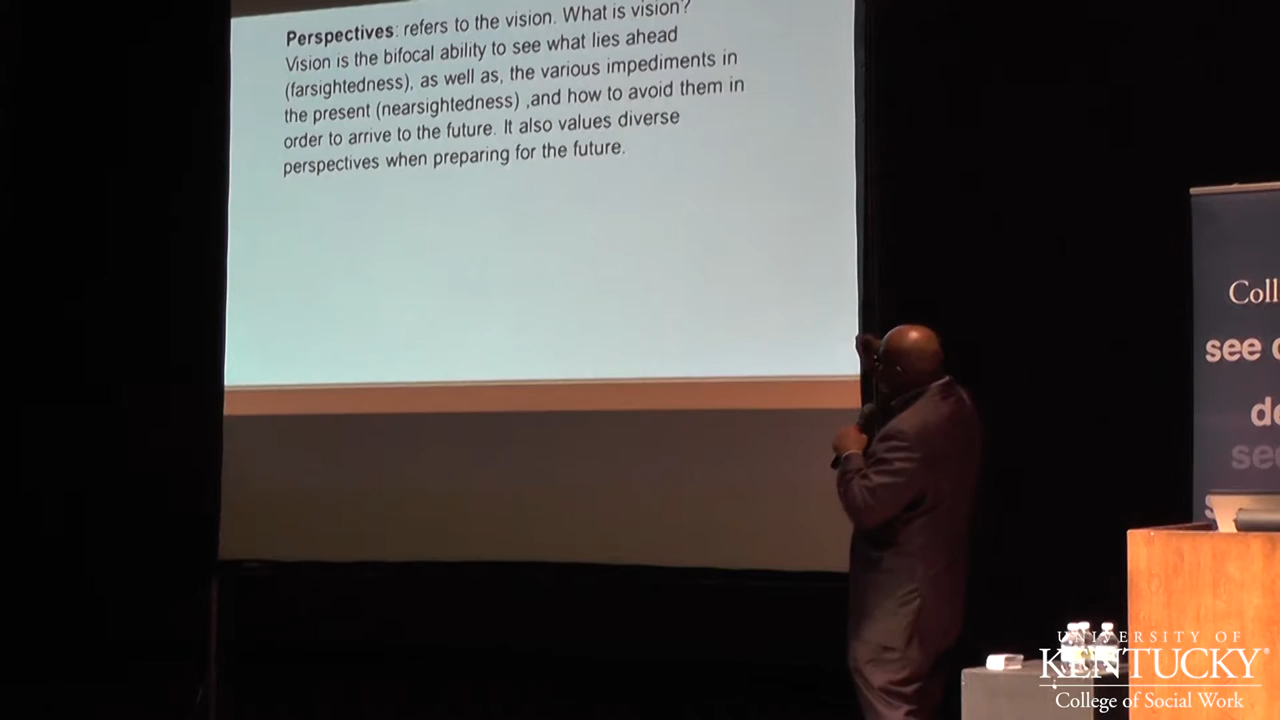 Perspectives: refers to the vision. What is vision?
Vision is the bifocal ability to see what lies ahead
(farsightedness), as well as, the various impediments in
the present (nearsightedness) ,and how to avoid them in
order to arrive to the future. It also values diverse
perspectives when preparing for the future.
Coll
see
UNIVERSITY OF
KENTUCKY®
College of Social Work